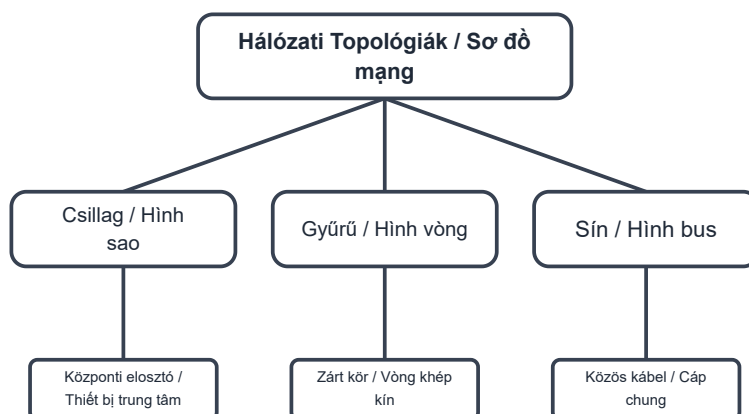 Hálózati Topológiák / Sơ đồ
mạng
Csillag / Hình
sao
Gyűrű / Hình vòng
Sín / Hình bus
Központi elosztó /
Thiết bị trung tâm
Zárt kör / Vòng khép
kín
Közös kábel / Cáp
chung